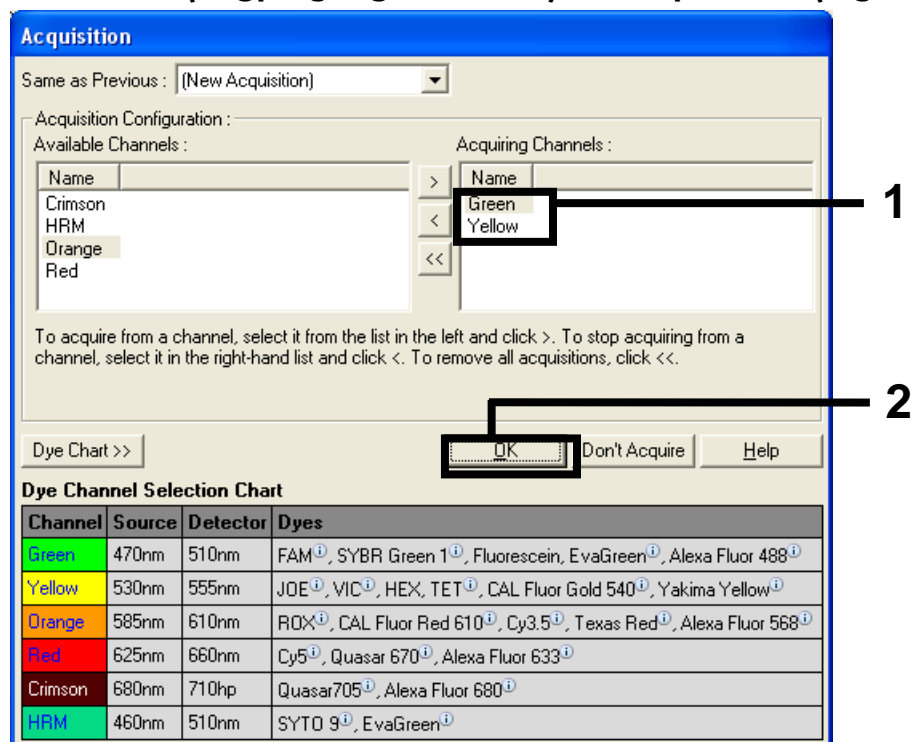 Acquisition
Same as Previous : (New Acquisition)
Acquisition Configuration :
Available Channels :
Acquiring Channels :
Name
Crimson
HRM
Orange
Red
>
<
<<
Name
Green
Yellow
1
To acquire from a channel, select it from the list in the left and click >. To stop acquiring from a
channel, select it in the right-hand list and click <. To remove all acquisitions, click <<.
2
Dye Chart >> OK Don't Acquire Help
Dye Channel Selection Chart
Channel Source Detector Dyes
Green 470nm 510nm FAM, SYBR Green 1, Fluorescein, EvaGreen, Alexa Fluor 488
Yellow 530nm 555nm JOE, VIC, HEX, TET, CAL Fluor Gold 540, Yakima Yellow
Orange 585nm 610nm ROX, CAL Fluor Red 610, Cy3.5, Texas Red, Alexa Fluor 568
Red 625nm 660nm Cy5, Quasar 670, Alexa Fluor 633
Crimson 680nm 710hp Quasar705, Alexa Fluor 680
HRM 460nm 510nm SYTO 9, EvaGreen